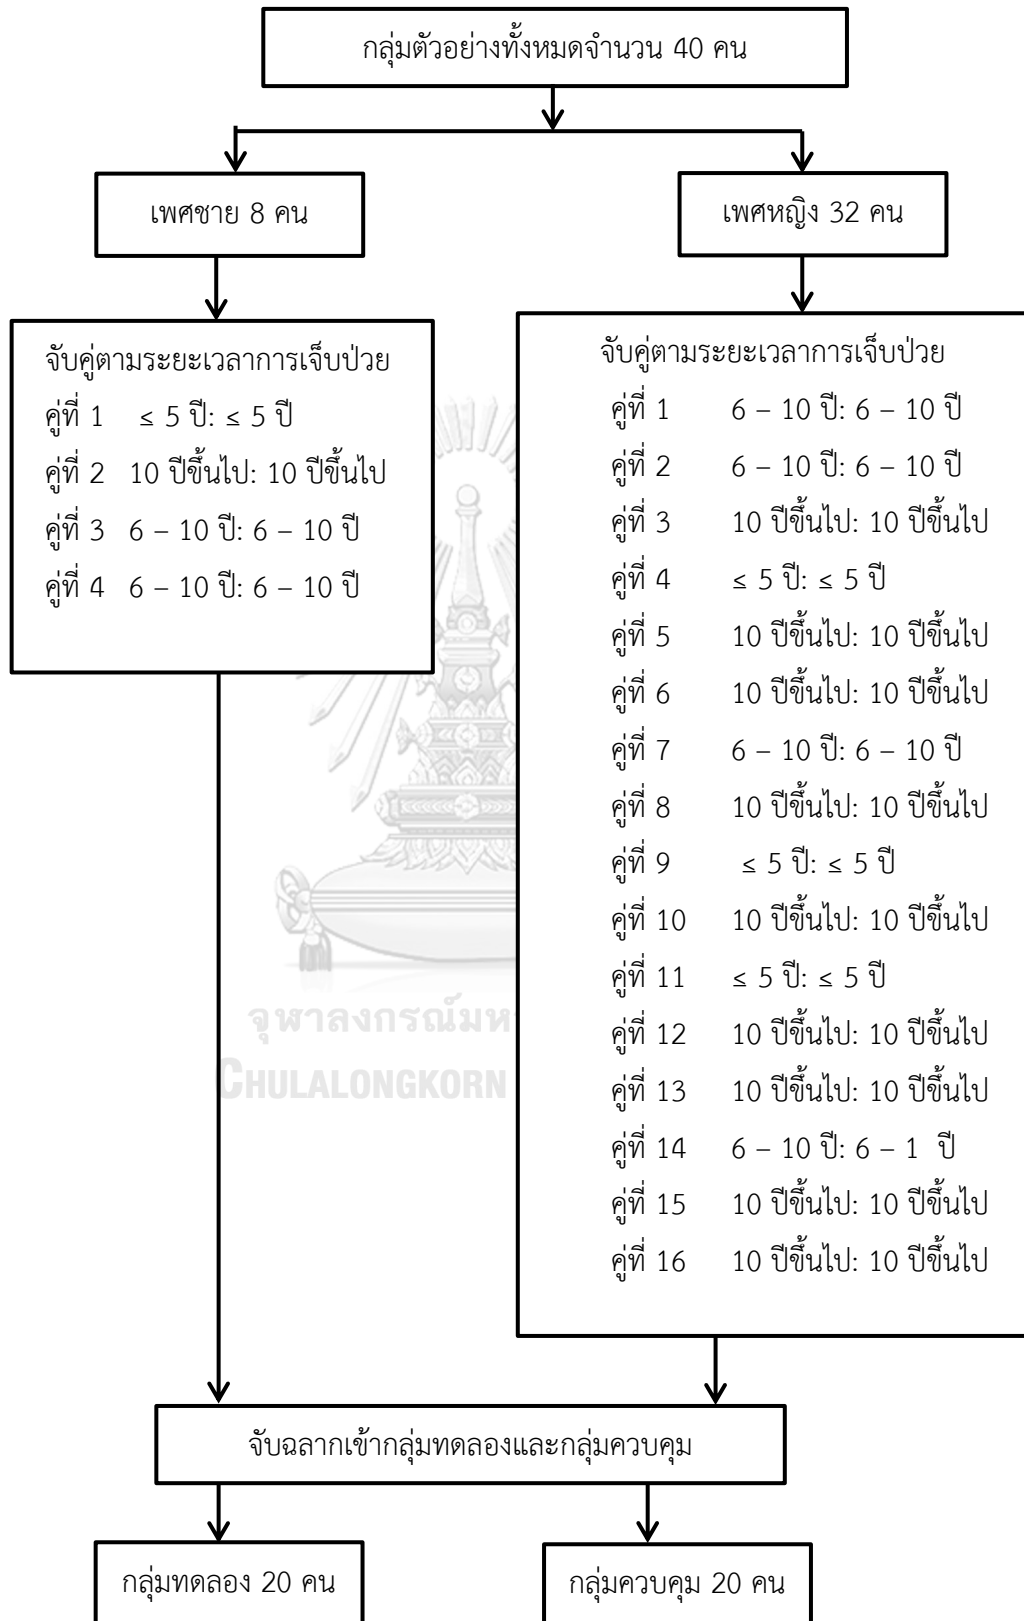 กลุ่มตัวอย่างทั้งหมดจำนวน 40 คน
เพศชาย 8 คน
เพศหญิง 32 คน
จับคู่ตามระยะเวลาการเจ็บป่วย
คู่ที่ 1 ≤ 5 ปี: ≤ 5 ปี
คู่ที่ 2 10 ปีขึ้นไป: 10 ปีขึ้นไป
คู่ที่ 3 6 – 10 ปี: 6 – 10 ปี
คู่ที่ 4 6 – 10 ปี: 6 – 10 ปี
จับคู่ตามระยะเวลาการเจ็บป่วย
คู่ที่ 1 6 – 10 ปี: 6 – 10 ปี
คู่ที่ 2 6 – 10 ปี: 6 – 10 ปี
คู่ที่ 3 10 ปีขึ้นไป: 10 ปีขึ้นไป
คู่ที่ 4 ≤ 5 ปี: ≤ 5 ปี
คู่ที่ 5 10 ปีขึ้นไป: 10 ปีขึ้นไป
คู่ที่ 6 10 ปีขึ้นไป: 10 ปีขึ้นไป
คู่ที่ 7 6 – 10 ปี: 6 – 10 ปี
คู่ที่ 8 10 ปีขึ้นไป: 10 ปีขึ้นไป
คู่ที่ 9 ≤ 5 ปี: ≤ 5 ปี
คู่ที่ 10 10 ปีขึ้นไป: 10 ปีขึ้นไป
คู่ที่ 11 ≤ 5 ปี: ≤ 5 ปี
คู่ที่ 12 10 ปีขึ้นไป: 10 ปีขึ้นไป
คู่ที่ 13 10 ปีขึ้นไป: 10 ปีขึ้นไป
คู่ที่ 14 6 – 10 ปี: 6 – 1 ปี
คู่ที่ 15 10 ปีขึ้นไป: 10 ปีขึ้นไป
คู่ที่ 16 10 ปีขึ้นไป: 10 ปีขึ้นไป
จุฬาลงกรณ์มห
CHULALONGKORN
จับฉลากเข้ากลุ่มทดลองและกลุ่มควบคุม
กลุ่มทดลอง 20 คน
กลุ่มควบคุม 20 คน